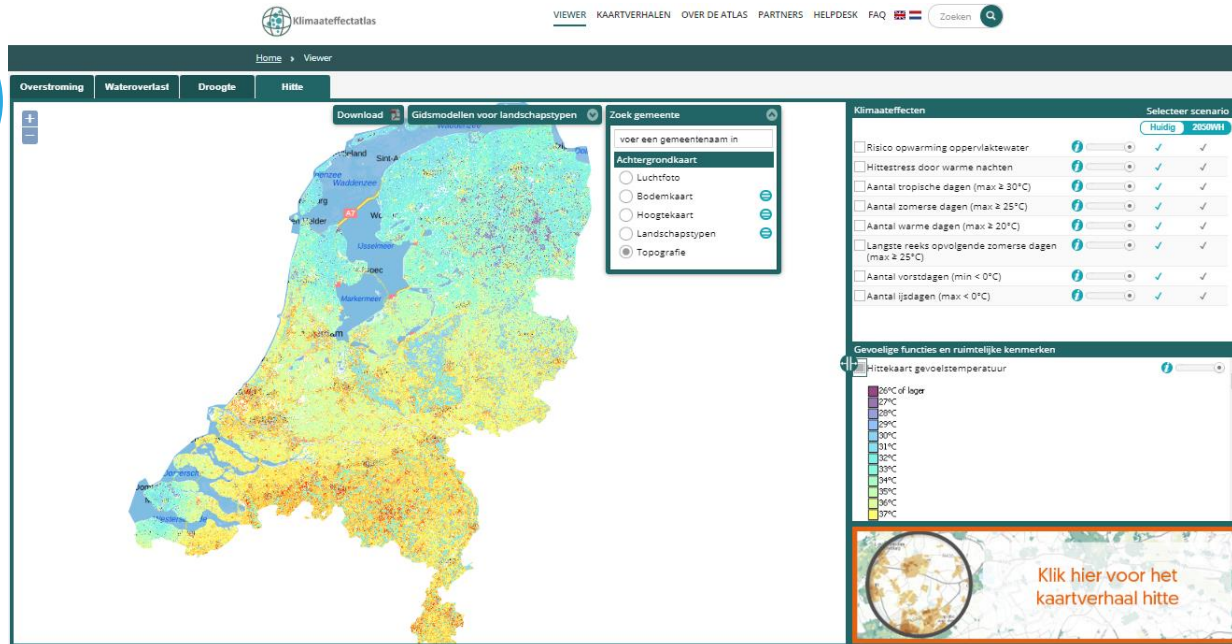 Klimaateffectatlas
VIEWER KAARTVERHALEN OVER DE ATLAS PARTNERS HELPDESK FAQ Zoeken
Home › Viewer
Overstroming Wateroverlast Droogte Hitte
Download Gidsmodellen voor landschapstypen Zoek gemeente
voer een gemeentenaam in
Achtergrondkaart
Luchtfoto
Bodemkaart
Hoogtekaart
Landschapstypen
Topografie
Waddenzee
Sint-A
Waddenzee
A7
IJsselmeer
Markermeer
Klimaateffecten Selecteer scenario
Huidig 2050WH
Risico opwarming oppervlaktewater
Hittestress door warme nachten
Aantal tropische dagen (max ≥ 30°C)
Aantal zomerse dagen (max ≥ 25°C)
Aantal warme dagen (max ≥ 20°C)
Langste reeks opvolgende zomerse dagen
(max ≥ 25°C)
Aantal vorstdagen (min < 0°C)
Aantal ijsdagen (max < 0°C)
Gevoelige functies en ruimtelijke kenmerken
Hittekaart gevoelstemperatuur
26°C of lager
27°C
28°C
29°C
30°C
31°C
32°C
33°C
34°C
35°C
36°C
37°C
Klik hier voor het
kaartverhaal hitte